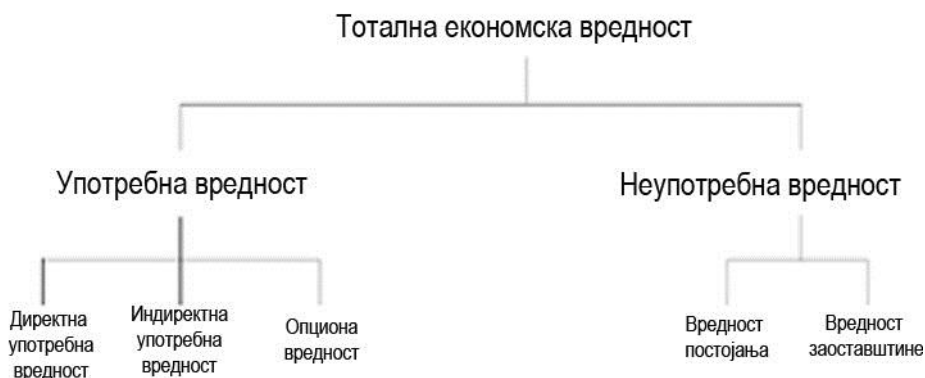 Тотална економска вредност
Употребна вредност
Неупотребна вредност
Директна
употребна
вредност
Индиректна
употребна
вредност
Опциона
вредност
Вредност
постојања
Вредност
заоставштине